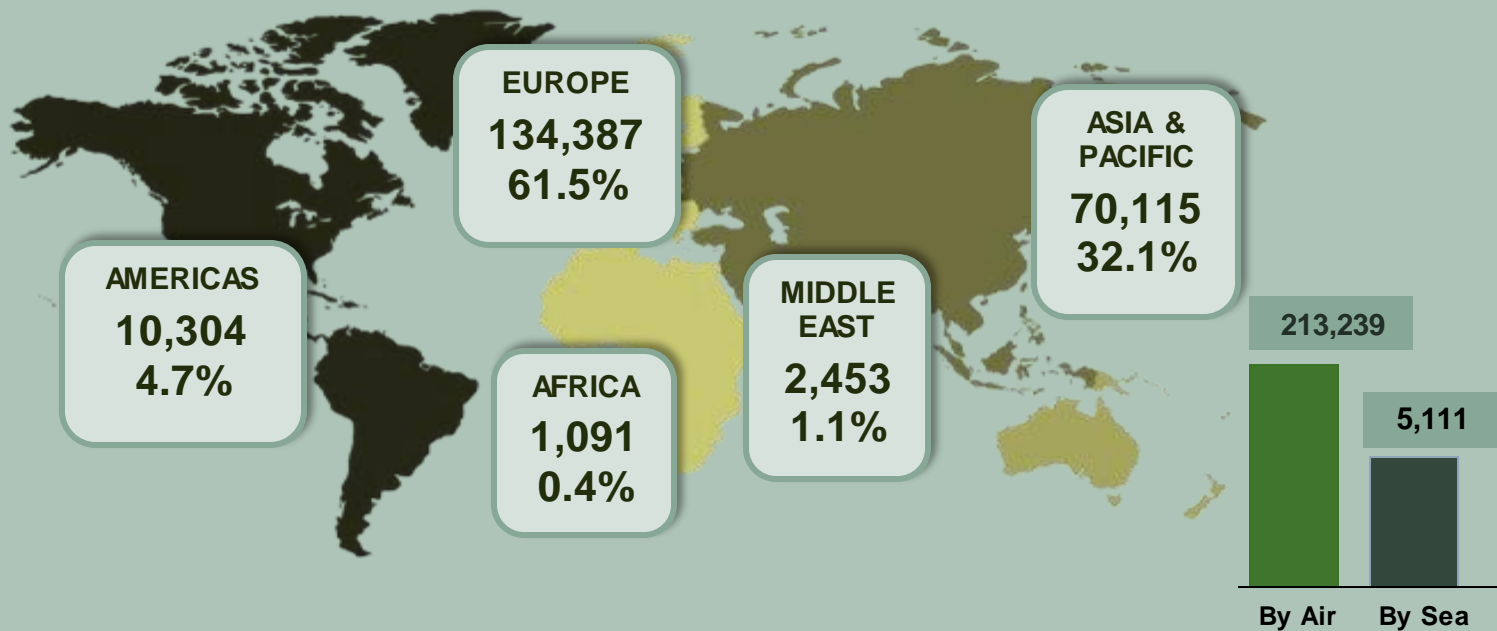 EUROPE
134,387
61.5%
ASIA &
PACIFIC
70,115
32.1%
AMERICAS
10,304
4.7%
MIDDLE
EAST
2,453
1.1%
AFRICA
1,091
0.4%
213,239
5,111
By Air
By Sea